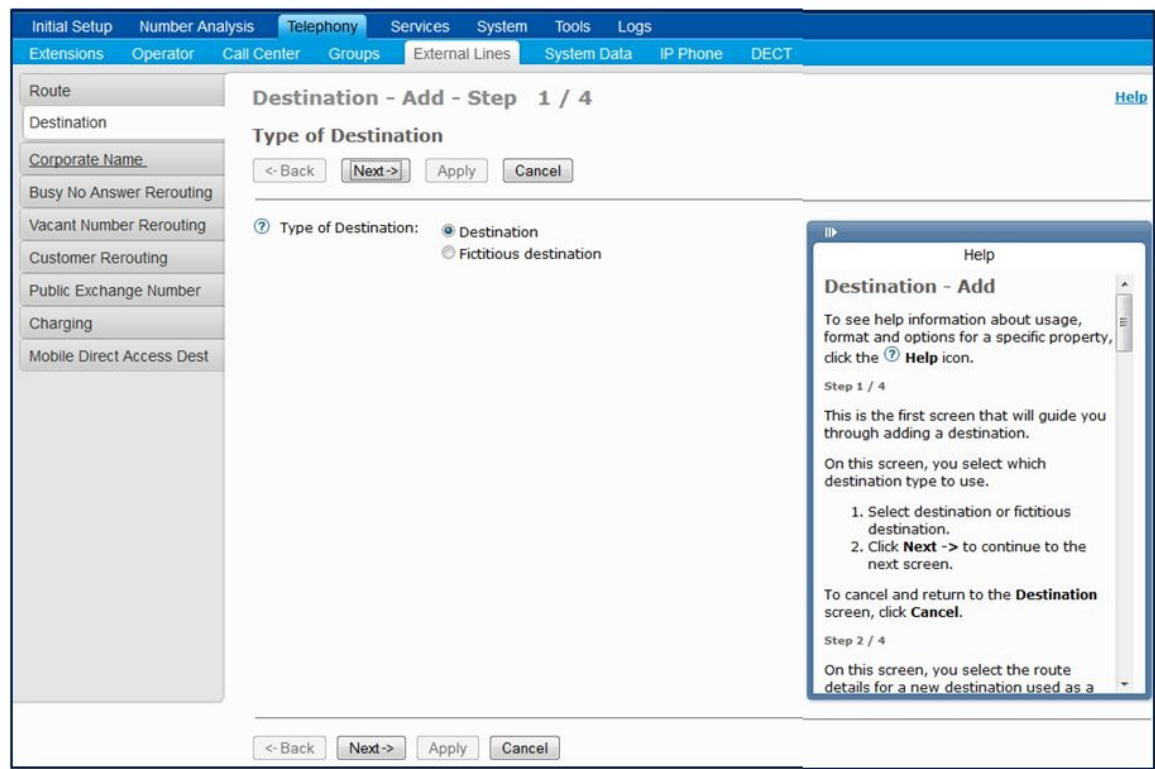 Initial Setup Number Analysis Telephony Services System Tools Logs
Extensions Operator Call Center Groups External Lines System Data IP Phone DECT
Route
Destination
Corporate Name
Busy No Answer Rerouting
Vacant Number Rerouting
Customer Rerouting
Public Exchange Number
Charging
Mobile Direct Access Dest
Destination - Add - Step 1 / 4
Help
Type of Destination
<- Back Next -> Apply Cancel
? Type of Destination: Destination
Fictitious destination
Help
Destination - Add
To see help information about usage,
format and options for a specific property,
click the ? Help icon.
Step 1 / 4
This is the first screen that will guide you
through adding a destination.
On this screen, you select which
destination type to use.
1. Select destination or fictitious
destination.
2. Click Next -> to continue to the
next screen.
To cancel and return to the Destination
screen, click Cancel.
Step 2 / 4
On this screen, you select the route
details for a new destination used as a
<- Back Next -> Apply Cancel